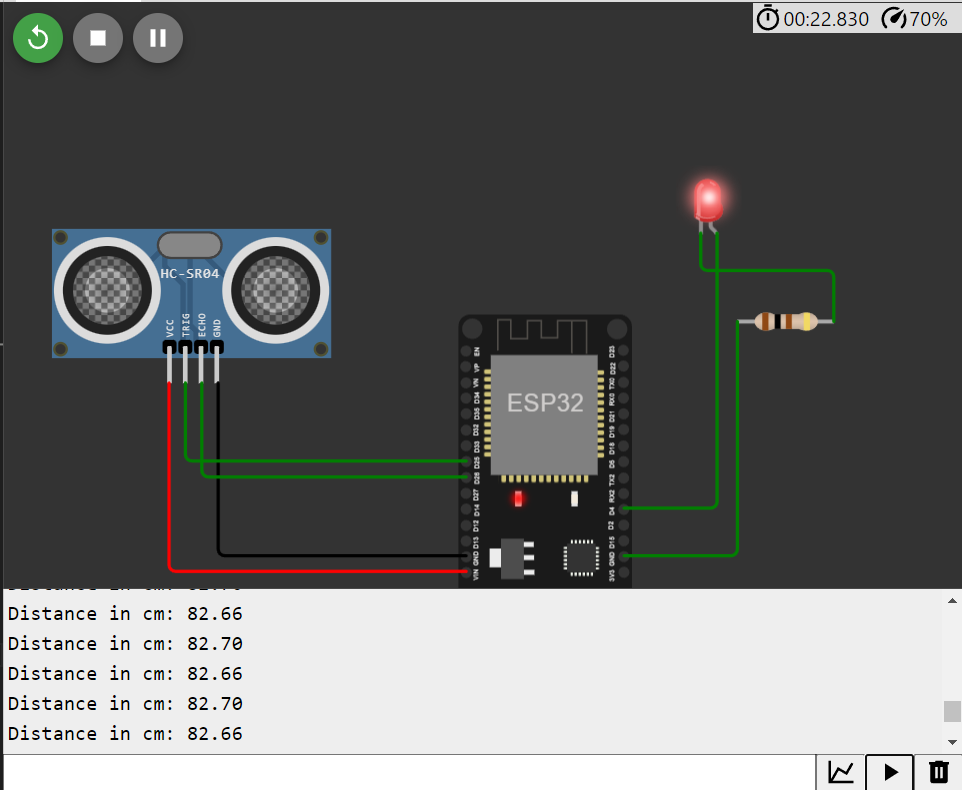 00:22.830 70%
HC-SR04
VCC
TRIG
ECHO
GND
ESP32
EN
VP
VN
D34
D35
D32
D33
D25
D26
D27
D14
D12
D13
GND
VIN
D23
D22
TX0
RX0
D21
D19
D18
D5
TX2
RX2
D4
D2
D15
GND
3V3
Distance in cm: 82.66
Distance in cm: 82.70
Distance in cm: 82.66
Distance in cm: 82.70
Distance in cm: 82.66